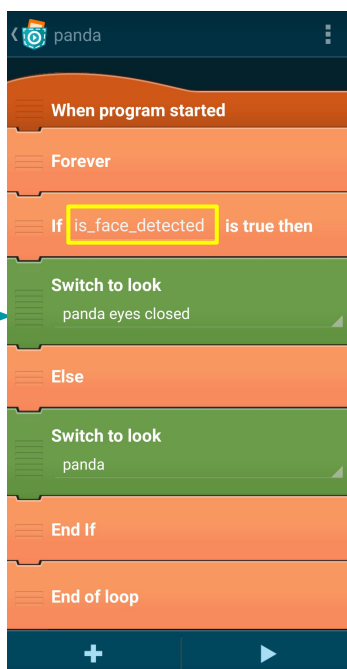 panda
When program started
Forever
If is_face_detected is true then
Switch to look
panda eyes closed
Else
Switch to look
panda
End If
End of loop